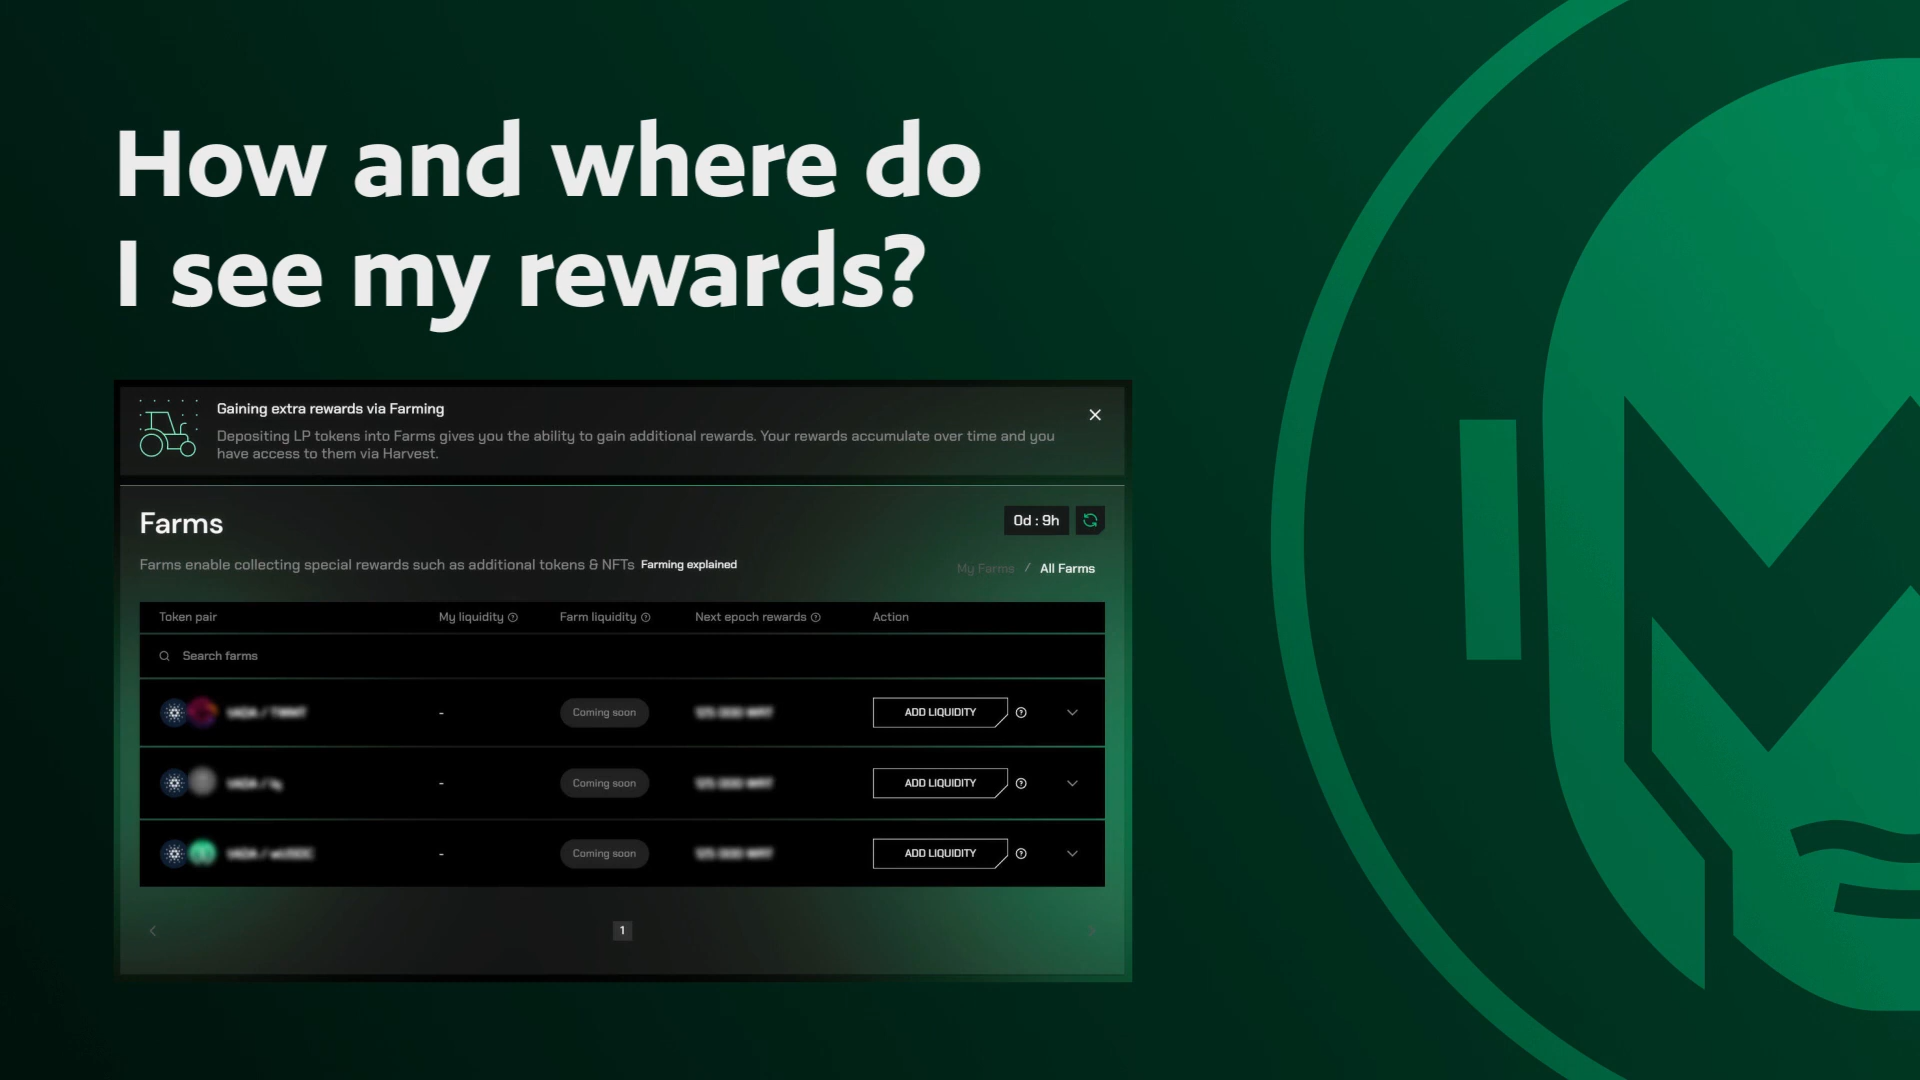 How and where do
I see my rewards?
Gaining extra rewards via Farming
Depositing LP tokens into Farms gives you the ability to gain additional rewards. Your rewards accumulate over time and you
have access to them via Harvest.
Farms
0d : 9h
Farms enable collecting special rewards such as additional tokens & NFTs Farming explained
My Farms / All Farms
Token pair My liquidity Farm liquidity Next epoch rewards Action
Search farms
- Coming soon ADD LIQUIDITY
- Coming soon ADD LIQUIDITY
- Coming soon ADD LIQUIDITY
1